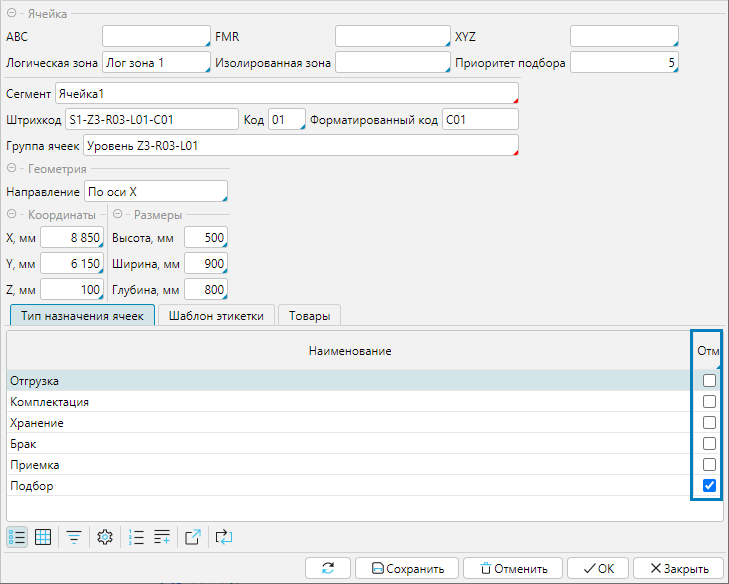 Ячейка
ABC FMR XYZ
Логическая зона Лог зона 1 Изолированная зона Приоритет подбора 5
Сегмент Ячейка1
Штрихкод S1-Z3-R03-L01-C01 Код 01 Форматированный код C01
Группа ячеек Уровень Z3-R03-L01
Геометрия
Направление По оси X
Координаты Размеры
X, мм 8 850 Высота, мм 500
Y, мм 6 150 Ширина, мм 900
Z, мм 100 Глубина, мм 800
Тип назначения ячеек Шаблон этикетки Товары
Наименование Отм
Отгрузка
Комплектация
Хранение
Брак
Приемка
Подбор
Сохранить Отменить OK Закрыть